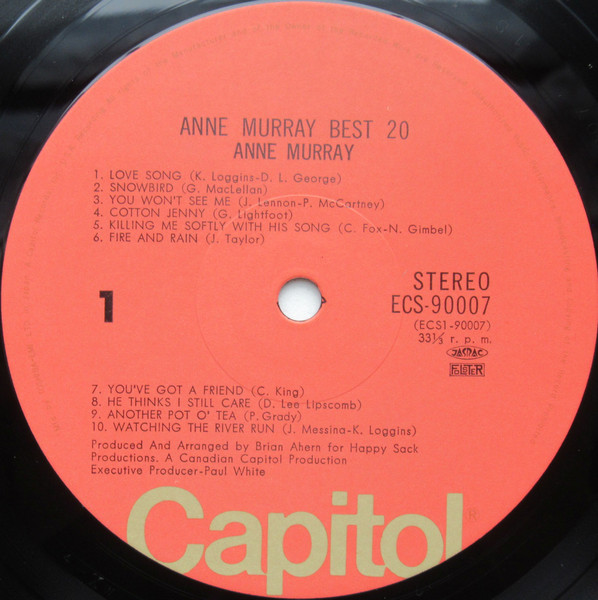 ANNE MURRAY BEST 20
ANNE MURRAY
1. LOVE SONG (K. Loggins-D. L. George)
2. SNOWBIRD (G. MacLellan)
3. YOU WON'T SEE ME (J. Lennon-P. McCartney)
4. COTTON JENNY (G. Lightfoot)
5. KILLING ME SOFTLY WITH HIS SONG (C. Fox-N. Gimbel)
6. FIRE AND RAIN (J. Taylor)
1
STEREO
ECS-90007
(ECS1-90007)
33⅓ r. p. m.
JASRAC
7. YOU'VE GOT A FRIEND (C. King)
8. HE THINKS I STILL CARE (D. Lee Lipscomb)
9. ANOTHER POT O' TEA (P. Grady)
10. WATCHING THE RIVER RUN (J. Messina-K. Loggins)
Produced And Arranged by Brian Ahern for Happy Sack
Productions. A Canadian Capitol Production
Executive Producer-Paul White
Capitol®